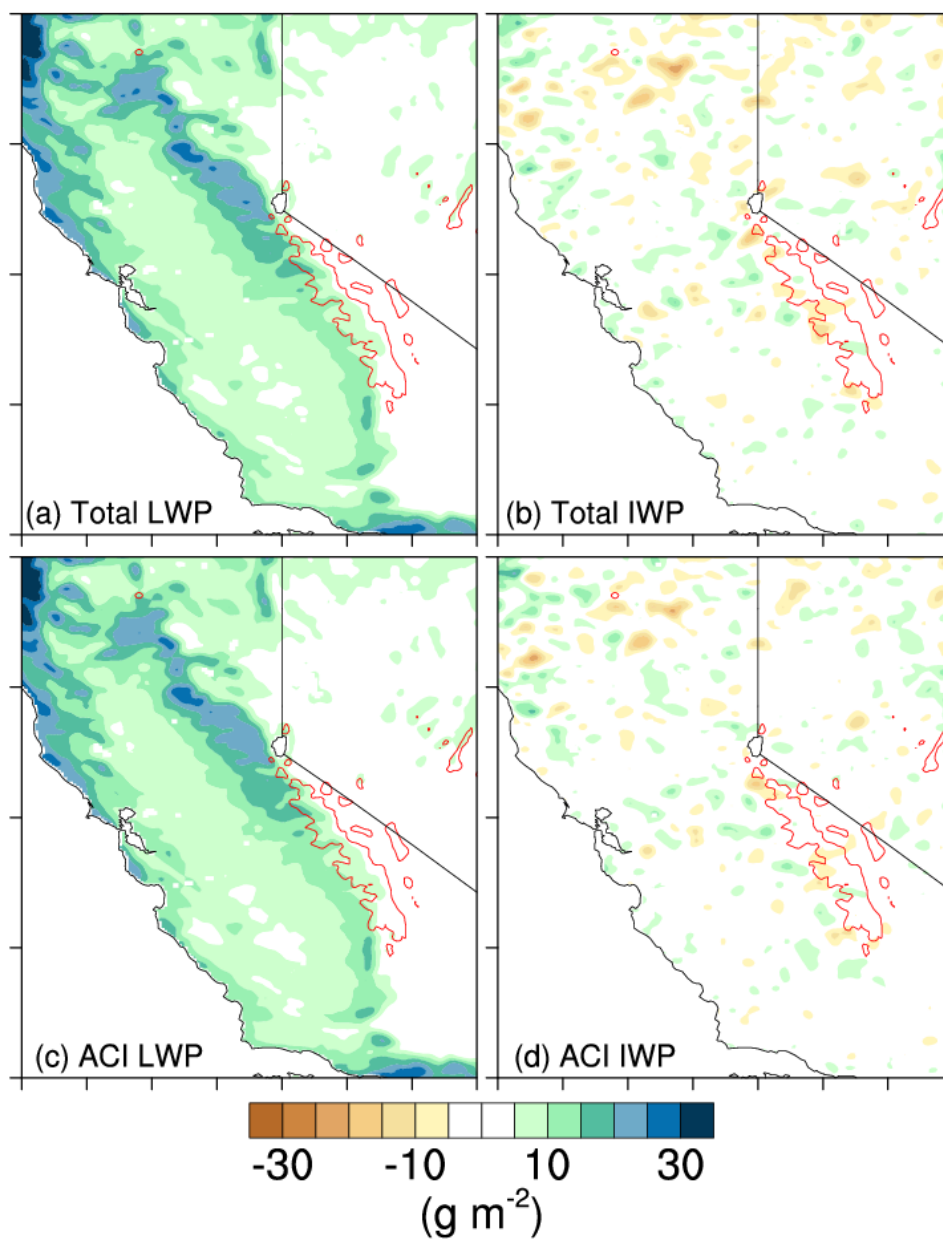 (a) Total LWP
(b) Total IWP
(c) ACI LWP
(d) ACI IWP
-30 -10 10 30
(g m⁻²)